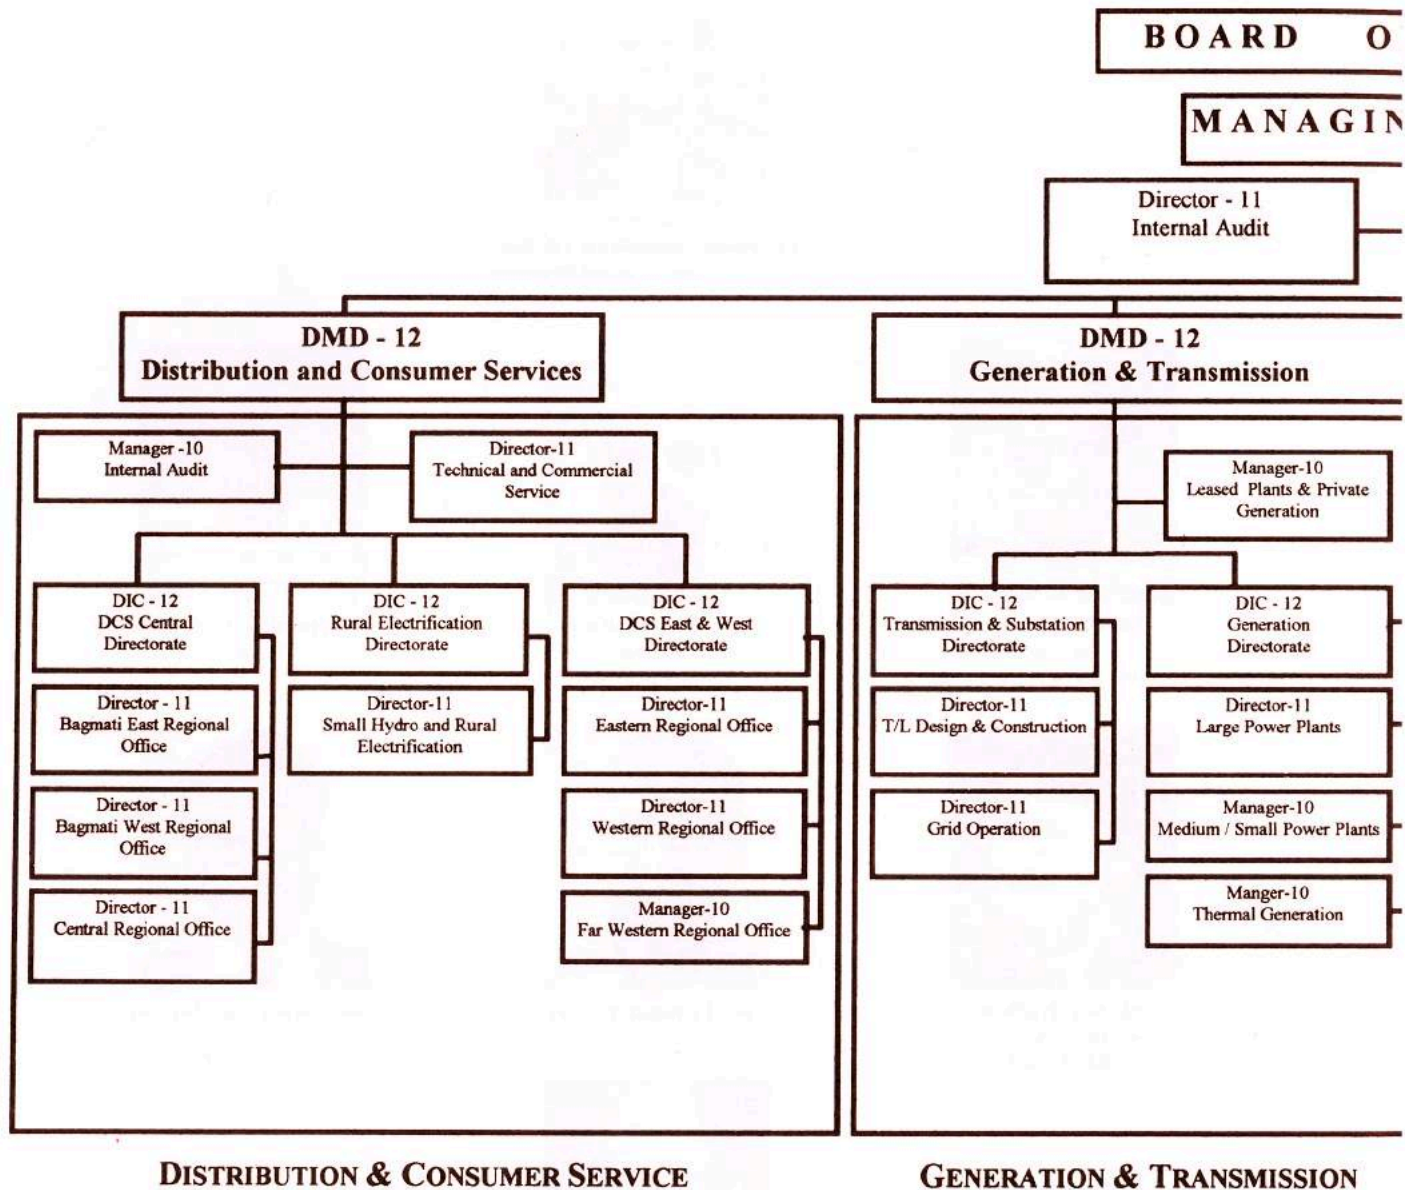 BOARD O
MANAGIN
Director - 11
Internal Audit
DMD - 12
Distribution and Consumer Services
DMD - 12
Generation & Transmission
Manager -10
Internal Audit
Director-11
Technical and Commercial
Service
Manager-10
Leased Plants & Private
Generation
DIC - 12
DCS Central
Directorate
DIC - 12
Rural Electrification
Directorate
DIC - 12
DCS East & West
Directorate
DIC - 12
Transmission & Substation
Directorate
DIC - 12
Generation
Directorate
Director - 11
Bagmati East Regional
Office
Director-11
Small Hydro and Rural
Electrification
Director-11
Eastern Regional Office
Director-11
T/L Design & Construction
Director-11
Large Power Plants
Director - 11
Bagmati West Regional
Office
Director-11
Western Regional Office
Director-11
Grid Operation
Manager-10
Medium / Small Power Plants
Director - 11
Central Regional Office
Manager-10
Far Western Regional Office
Manger-10
Thermal Generation
DISTRIBUTION & CONSUMER SERVICE
GENERATION & TRANSMISSION